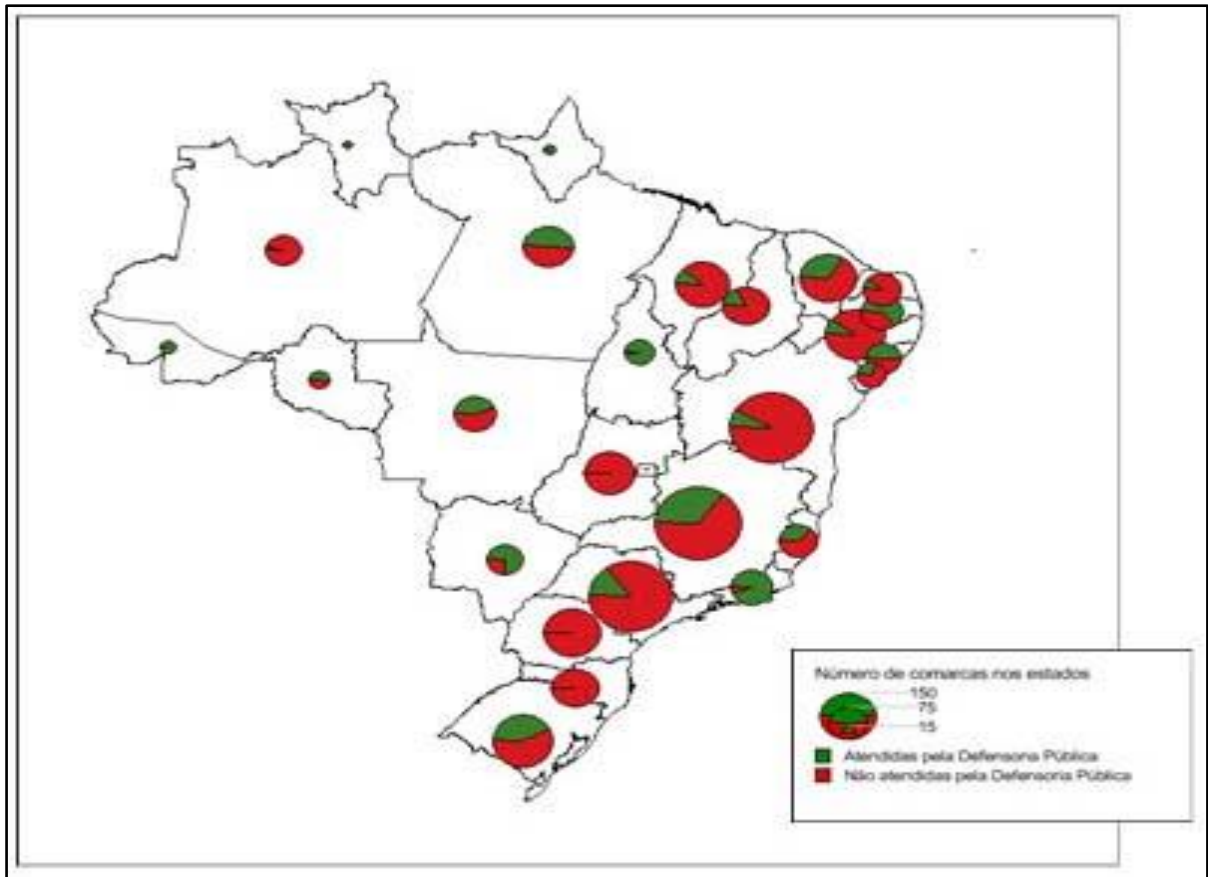 Número de comarcas nos estados
150
75
15
Atendidas pela Defensoria Pública
Não atendidas pela Defensoria Pública